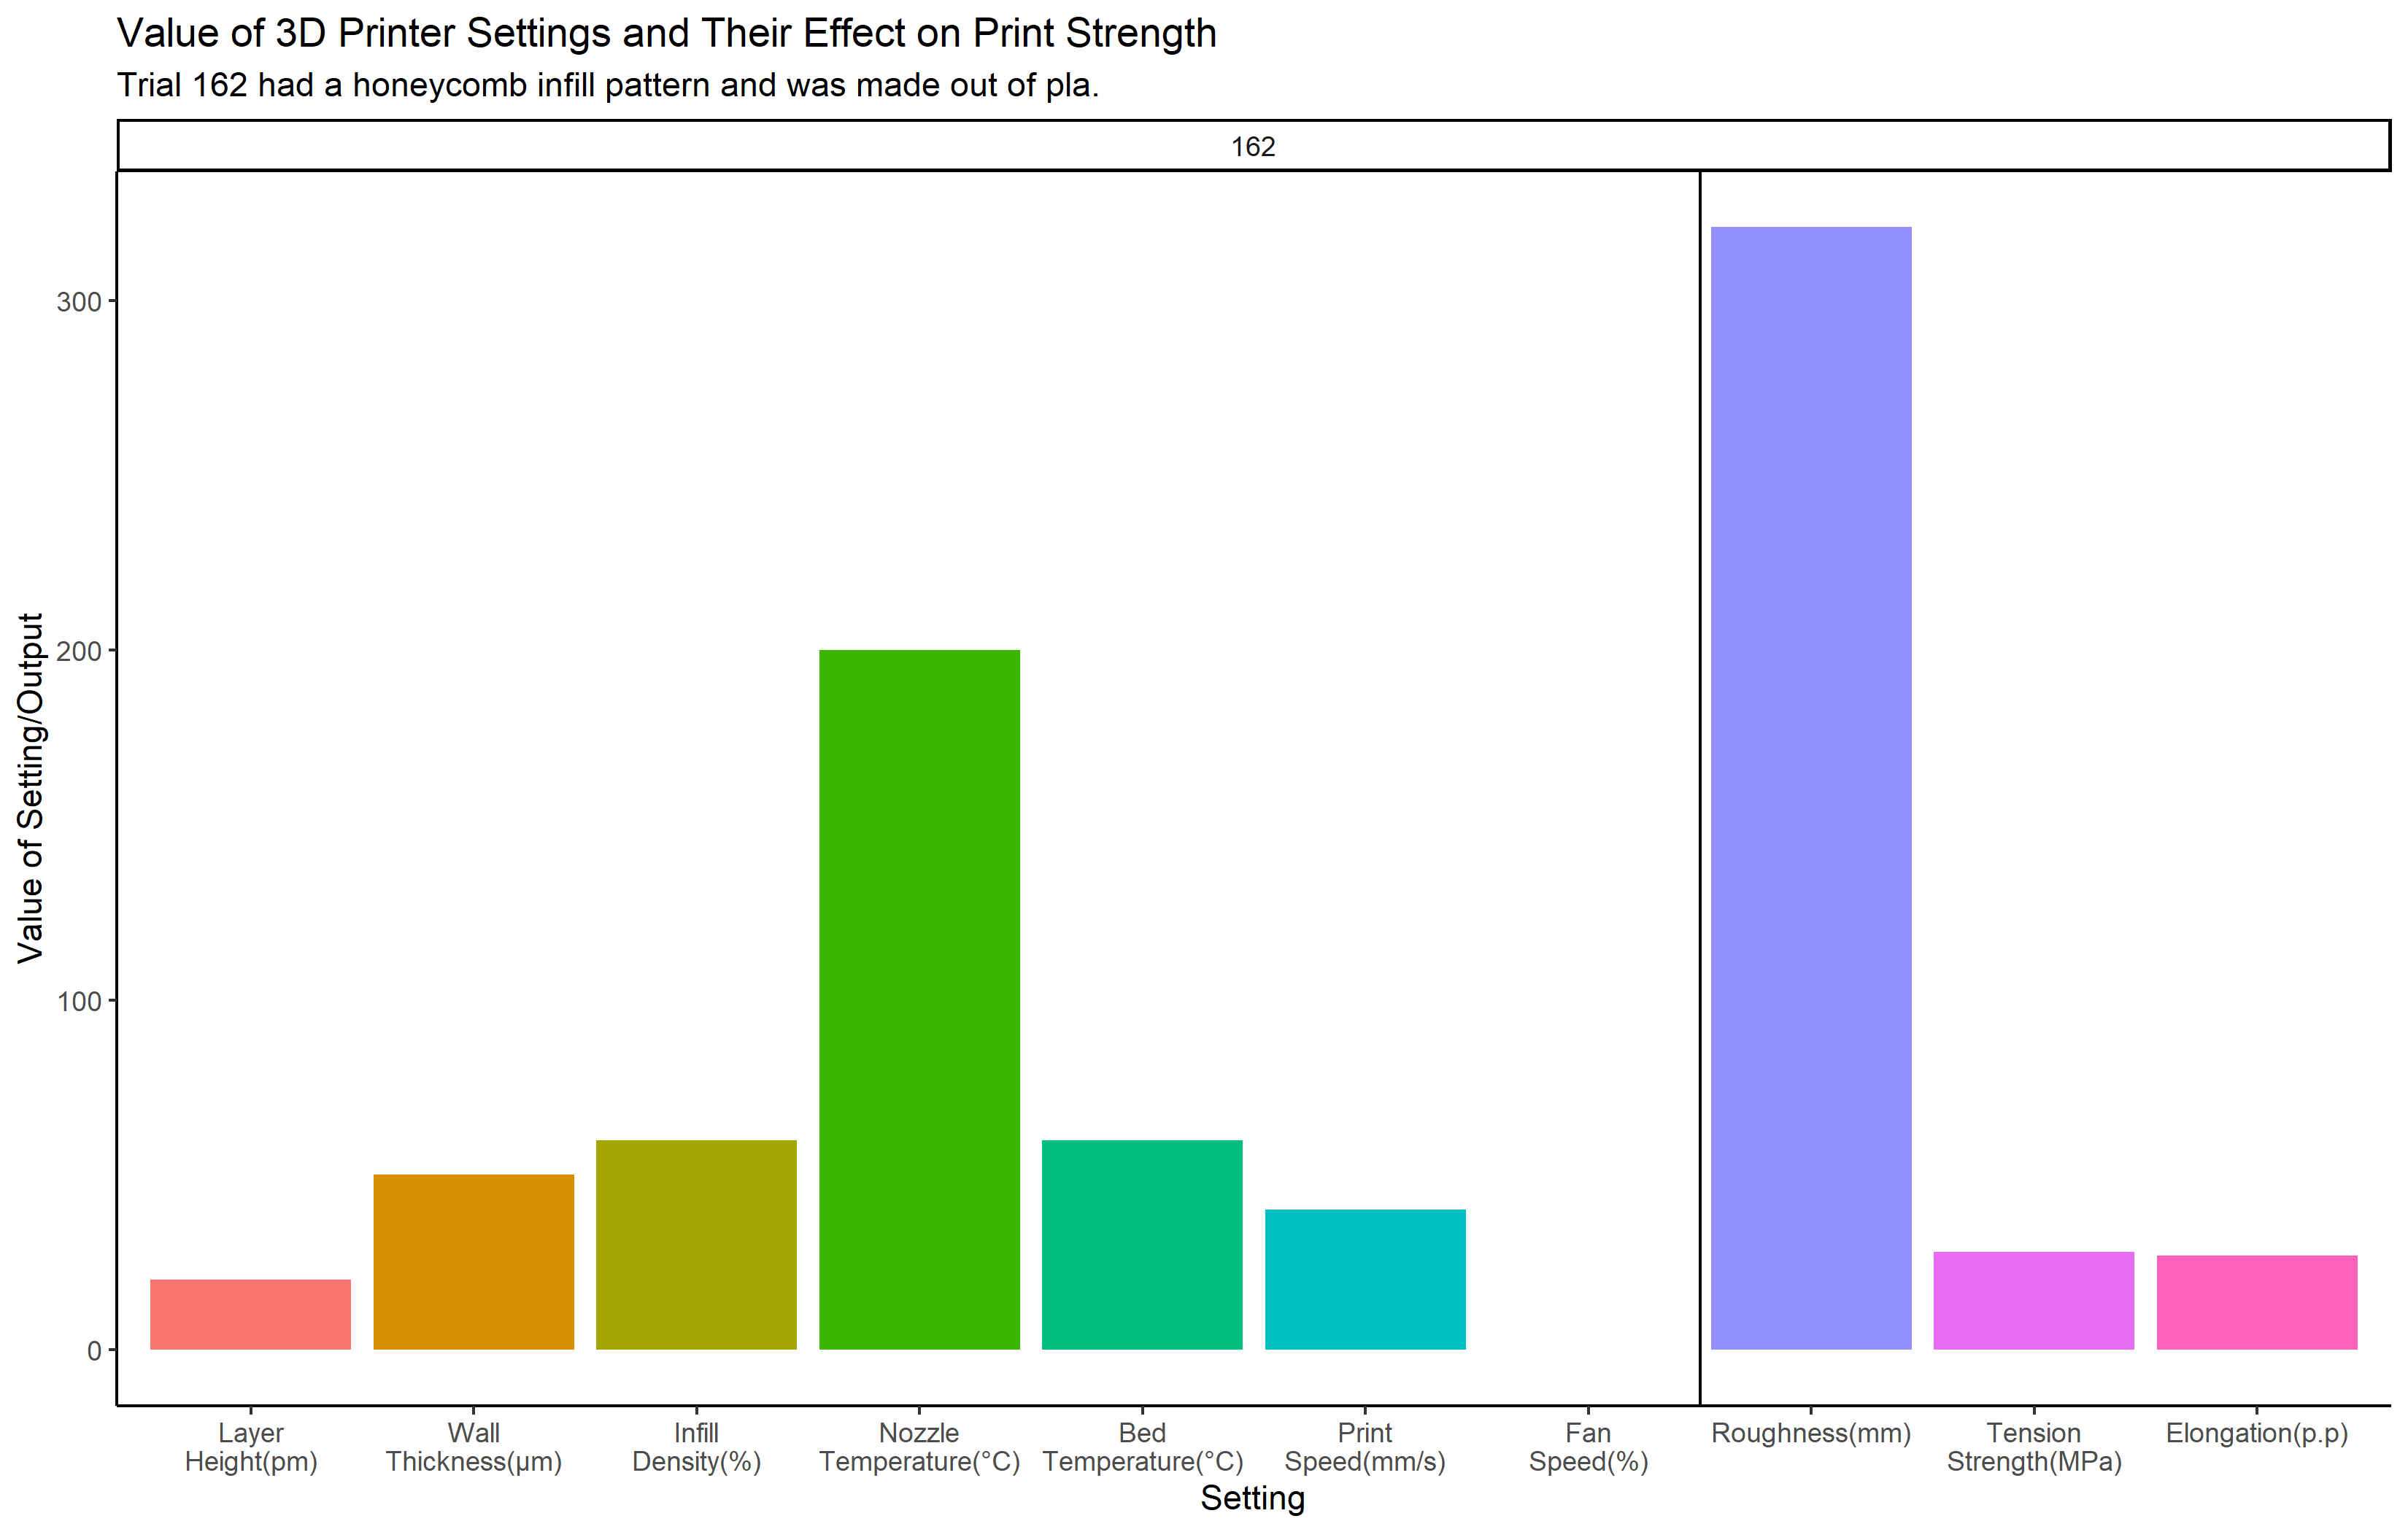 Value of 3D Printer Settings and Their Effect on Print Strength
Trial 162 had a honeycomb infill pattern and was made out of pla.
162
Value of Setting/Output
300
200
100
0
Layer
Height(pm)
Wall
Thickness(µm)
Infill
Density(%)
Nozzle
Temperature(°C)
Bed
Temperature(°C)
Print
Speed(mm/s)
Fan
Speed(%)
Roughness(mm)
Tension
Strength(MPa)
Elongation(p.p)
Setting